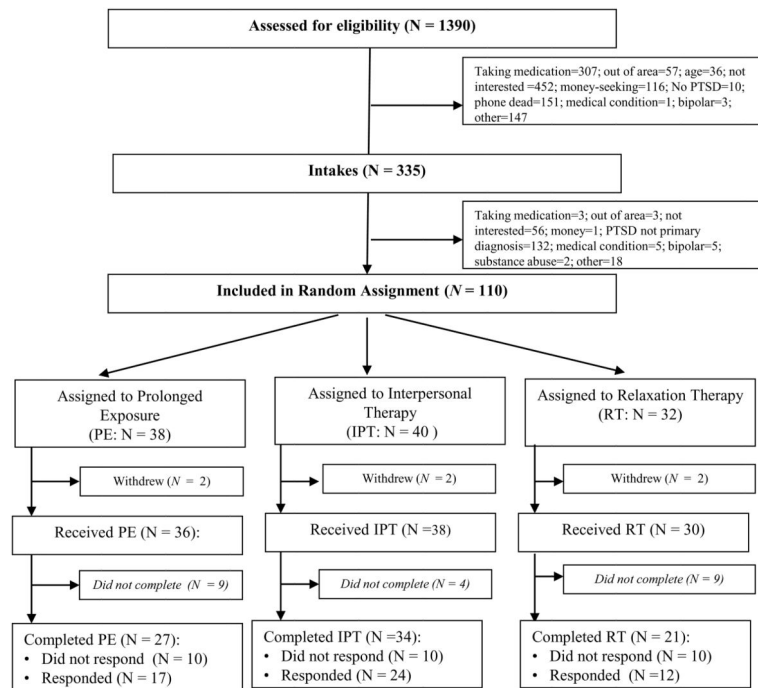 Assessed for eligibility (N = 1390)
Taking medication=307; out of area=57; age=36; not
interested =452; money-seeking=116; No PTSD=10;
phone dead=151; medical condition=1; bipolar=3;
other=147
Intakes (N = 335)
Taking medication=3; out of area=3; not
interested=56; money=1; PTSD not primary
diagnosis=132; medical condition=5; bipolar=5;
substance abuse=2; other=18
Included in Random Assignment (N = 110)
Assigned to Prolonged
Exposure
(PE: N = 38)
Assigned to Interpersonal
Therapy
(IPT: N = 40 )
Assigned to Relaxation Therapy
(RT: N = 32)
Withdrew (N = 2)
Withdrew (N = 2)
Withdrew (N = 2)
Received PE (N = 36):
Received IPT (N =38)
Received RT (N = 30)
Did not complete (N = 9)
Did not complete (N = 4)
Did not complete (N = 9)
Completed PE (N = 27):
• Did not respond (N = 10)
• Responded (N = 17)
Completed IPT (N =34):
• Did not respond (N = 10)
• Responded (N = 24)
Completed RT (N = 21):
• Did not respond (N = 10)
• Responded (N =12)